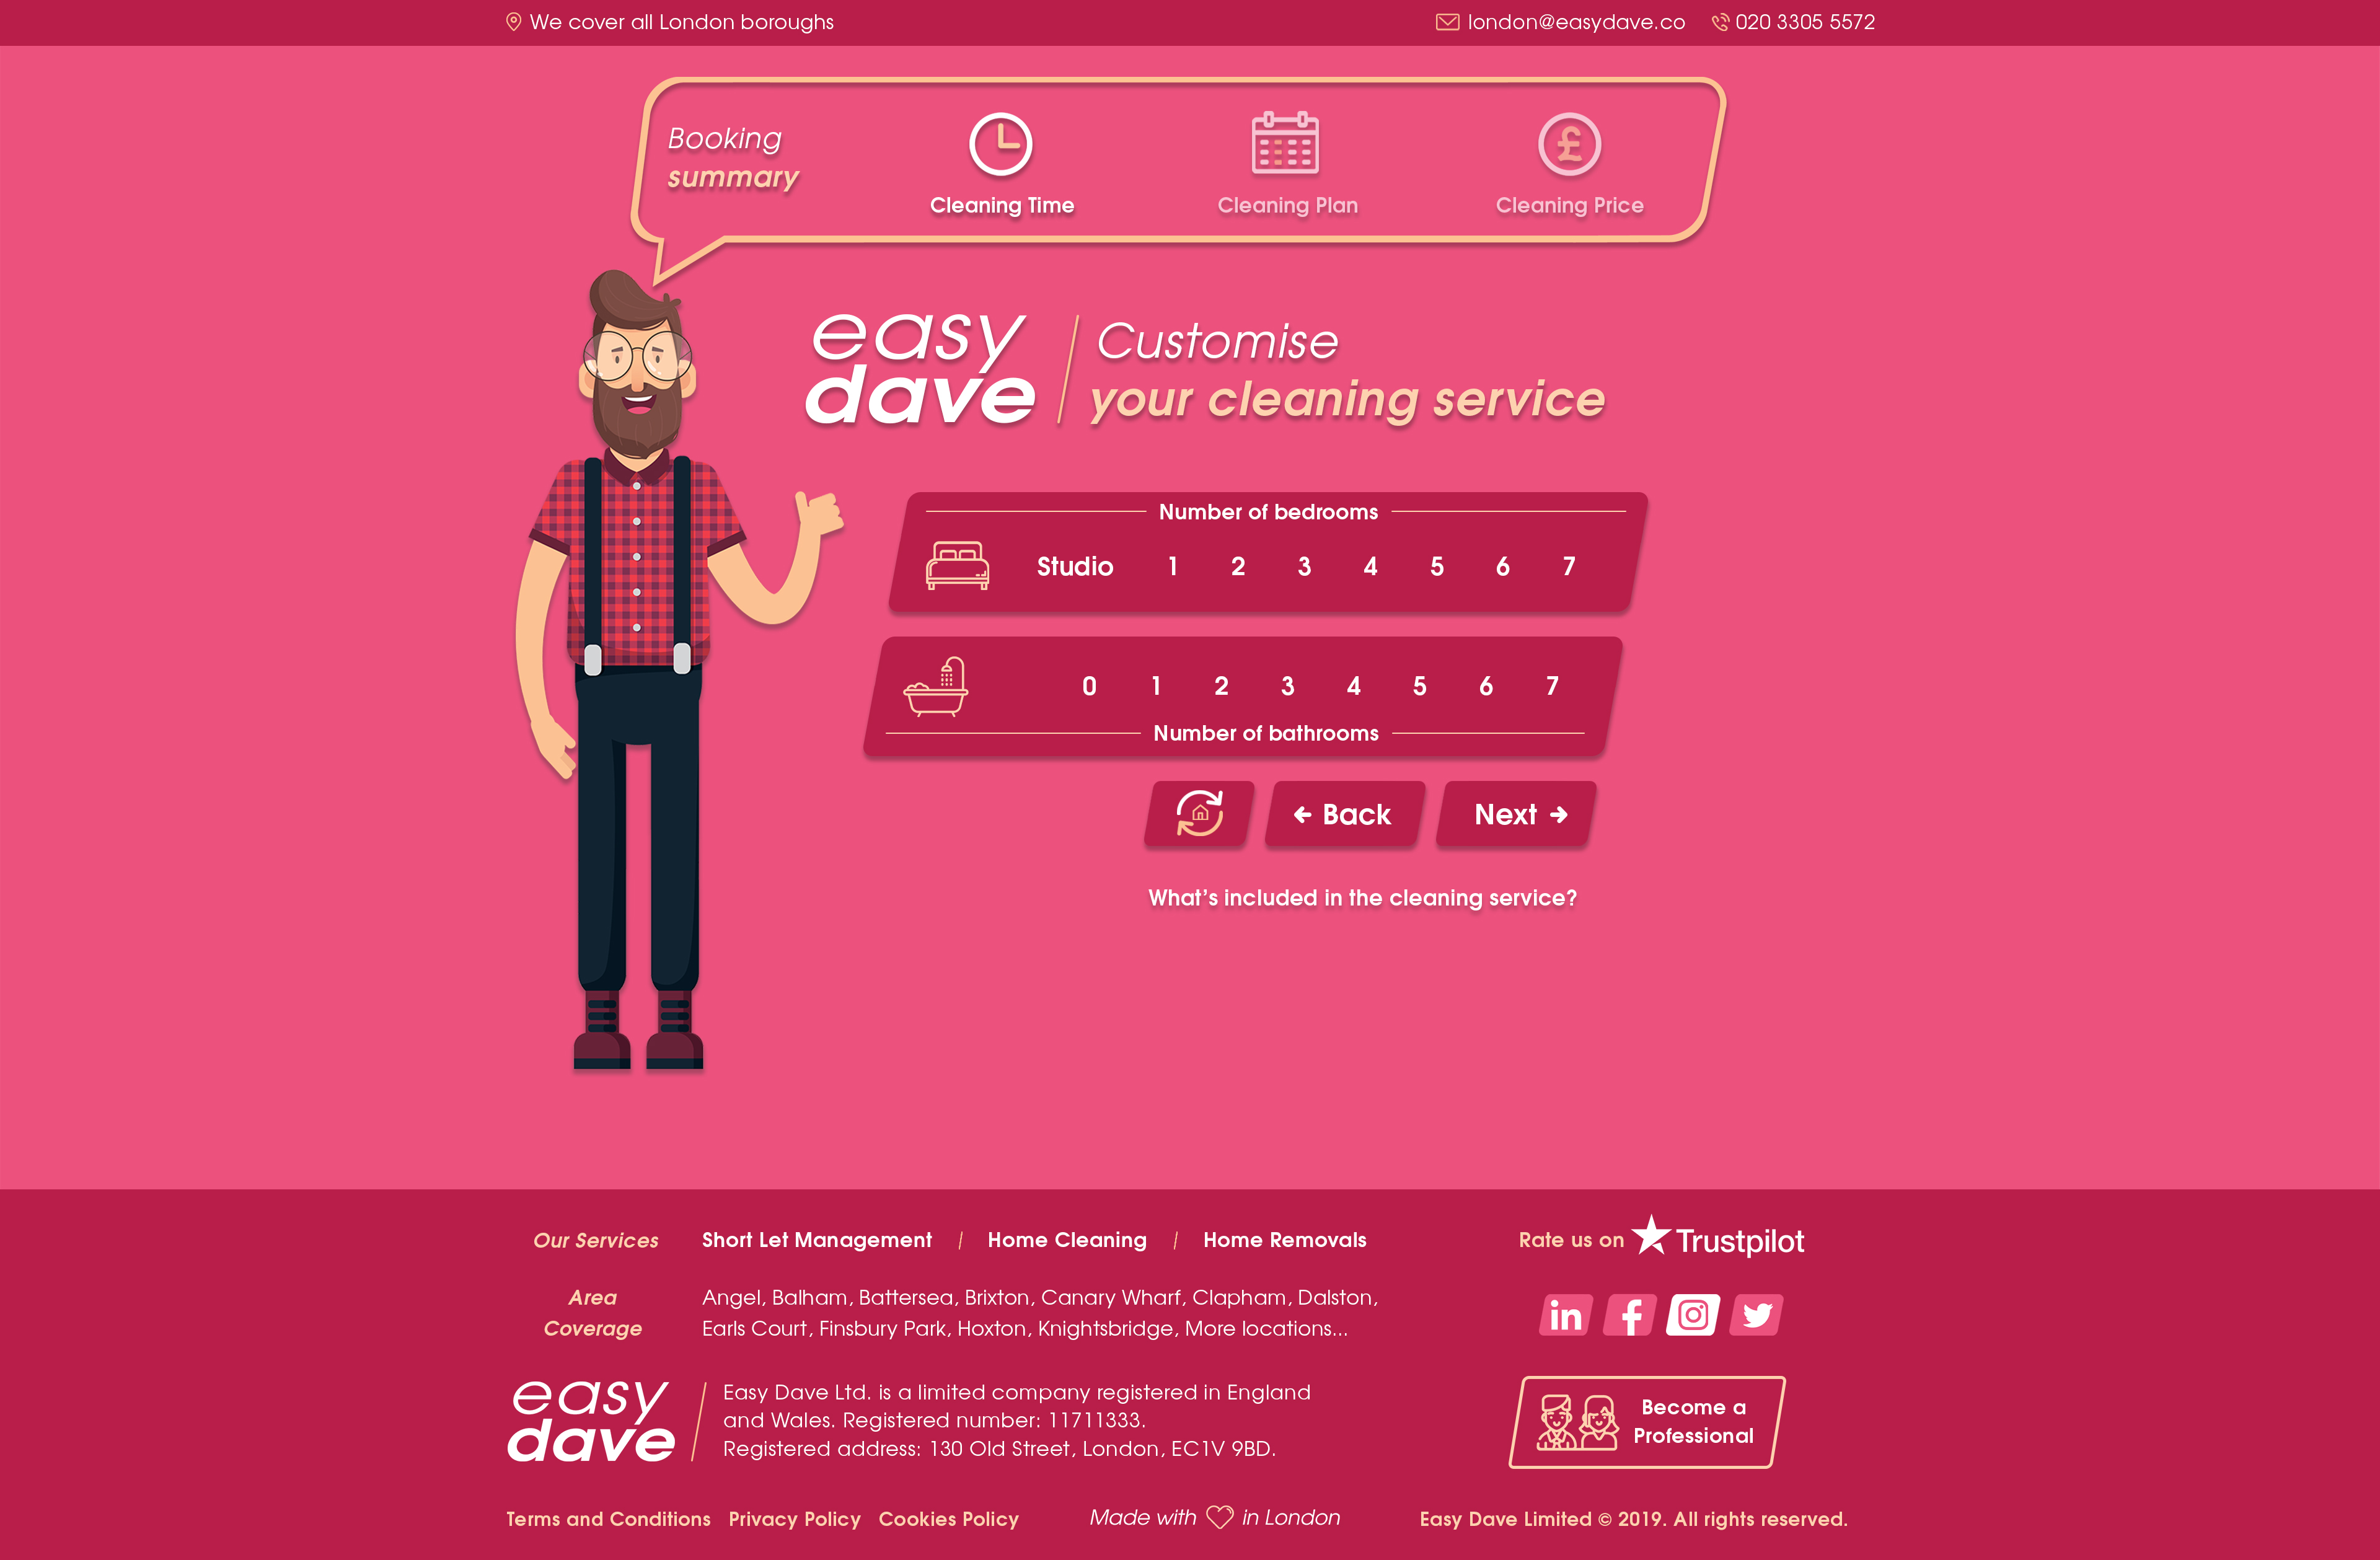 We cover all London boroughs
london@easydave.co
020 3305 5572
Booking
summary
Cleaning Time
Cleaning Plan
£
Cleaning Price
easy
dave
Customise
your cleaning service
Number of bedrooms
Studio 1 2 3 4 5 6 7
0 1 2 3 4 5 6 7
Number of bathrooms
Back
Next
What's included in the cleaning service?
Our Services
Short Let Management / Home Cleaning / Home Removals
Rate us on Trustpilot
Area
Coverage
Angel, Balham, Battersea, Brixton, Canary Wharf, Clapham, Dalston,
Earls Court, Finsbury Park, Hoxton, Knightsbridge, More locations...
in f
easy
dave
Easy Dave Ltd. is a limited company registered in England
and Wales. Registered number: 11711333.
Registered address: 130 Old Street, London, EC1V 9BD.
Become a
Professional
Terms and Conditions Privacy Policy Cookies Policy
Made with in London
Easy Dave Limited © 2019. All rights reserved.